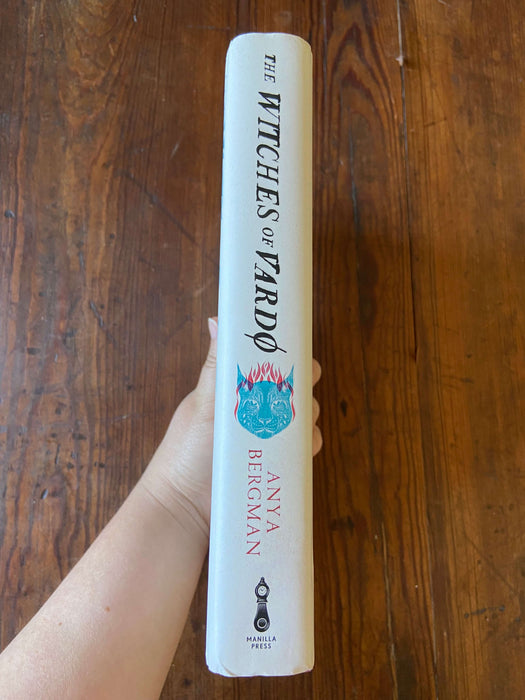 THE WITCHES OF VARDØ
ANYA
BERGMAN
MANILLA
PRESS